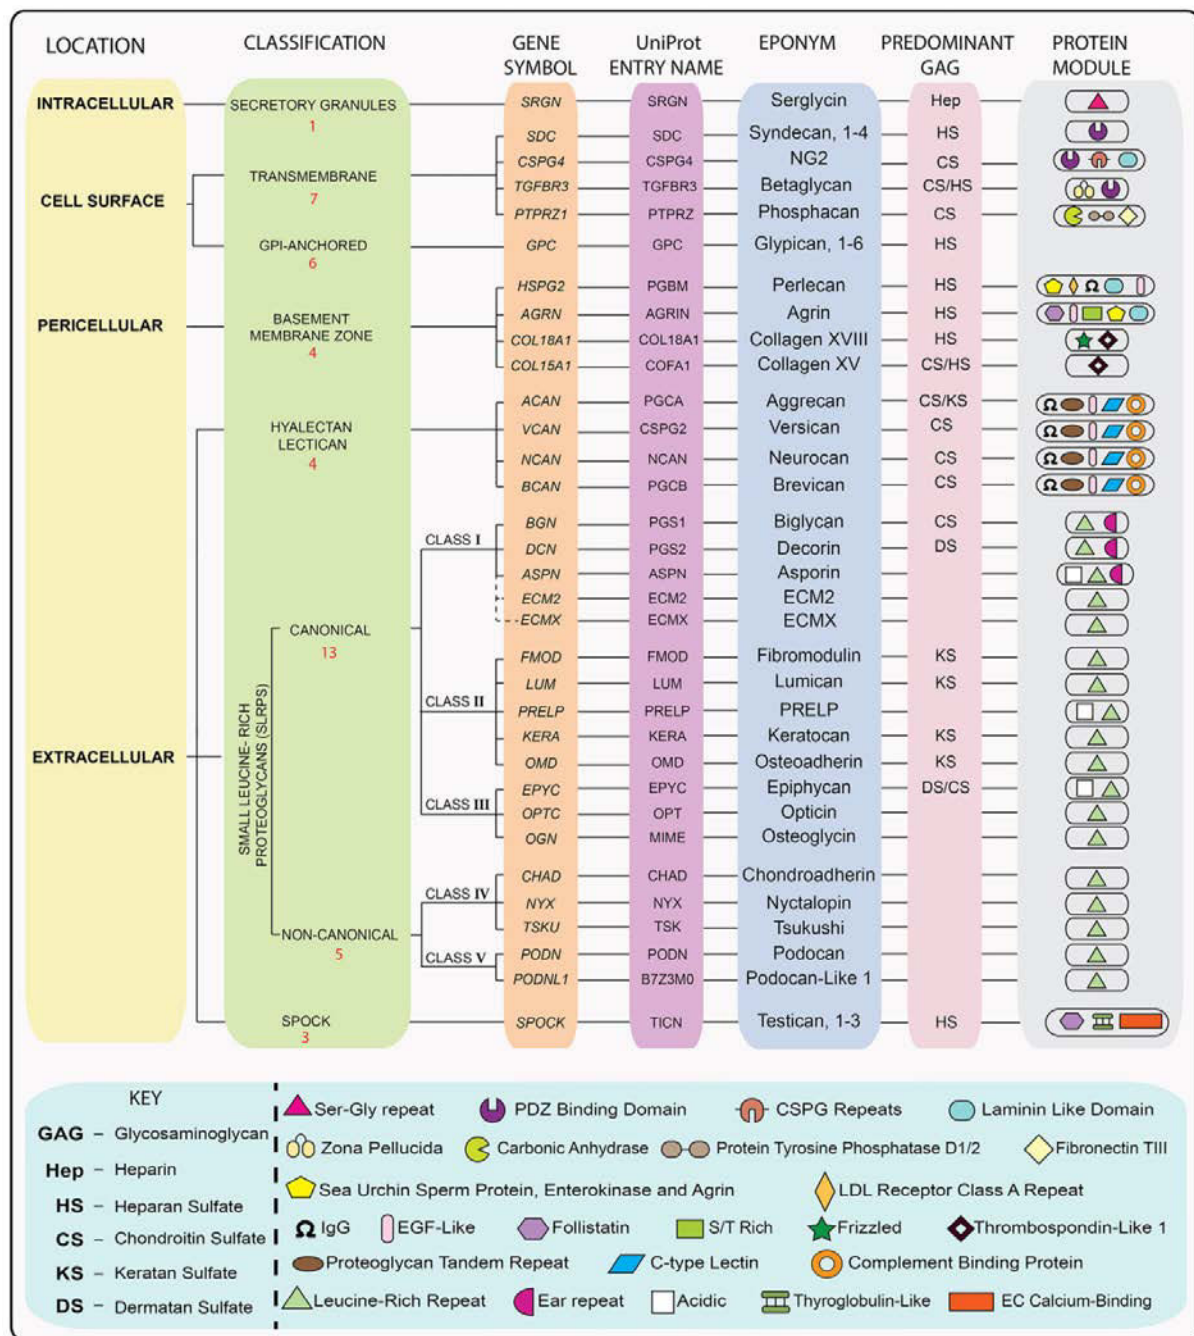 LOCATION CLASSIFICATION GENE SYMBOL UniProt ENTRY NAME EPONYM PREDOMINANT GAG PROTEIN MODULE
INTRACELLULAR SECRETORY GRANULES SRGN SRGN Serglycin Hep
1
SDC SDC Syndecan, 1-4 HS
CSPG4 CSPG4 NG2 CS
TRANSMEMBRANE TGFBR3 TGFBR3 Betaglycan CS/HS
7
CELL SURFACE
PTPRZ1 PTPRZ Phosphacan CS
GPI-ANCHORED GPC GPC Glypican, 1-6 HS
6
HSPG2 PGBM Perlecan HS
PERICELLULAR BASEMENT MEMBRANE ZONE AGRN AGRIN Agrin HS
4
COL18A1 COL18A1 Collagen XVIII HS
COL15A1 COFA1 Collagen XV CS/HS
ACAN PGCA Aggrecan CS/KS
HYALECTAN LECTICAN VCAN CSPG2 Versican CS
4
NCAN NCAN Neurocan CS
BCAN PGCB Brevican CS
BGN PGS1 Biglycan CS
CLASS I DCN PGS2 Decorin DS
ASPN ASPN Asporin
ECM2 ECM2 ECM2
ECMX ECMX ECMX
CANONICAL
13
FMOD FMOD Fibromodulin KS
LUM LUM Lumican KS
CLASS II PRELP PRELP PRELP
KERA KERA Keratocan KS
OMD OMD Osteoadherin KS
EXTRACELLULAR
SMALL LEUCINE- RICH
PROTEOGLYCANS (SLRPS)
EPYC EPYC Epiphycan DS/CS
CLASS III OPTC OPT Opticin
OGN MIME Osteoglycin
CHAD CHAD Chondroadherin
CLASS IV NYX NYX Nyctalopin
TSKU TSK Tsukushi
NON-CANONICAL
5
PODN PODN Podocan
CLASS V
PODNL1 B7Z3M0 Podocan-Like 1
SPOCK SPOCK TICN Testican, 1-3 HS
3
KEY
GAG – Glycosaminoglycan
Hep – Heparin
HS – Heparan Sulfate
CS – Chondroitin Sulfate
KS – Keratan Sulfate
DS – Dermatan Sulfate
Ser-Gly repeat PDZ Binding Domain CSPG Repeats Laminin Like Domain
Zona Pellucida Carbonic Anhydrase Protein Tyrosine Phosphatase D1/2 Fibronectin TIII
Sea Urchin Sperm Protein, Enterokinase and Agrin LDL Receptor Class A Repeat
Ω IgG EGF-Like Follistatin S/T Rich Frizzled Thrombospondin-Like 1
Proteoglycan Tandem Repeat C-type Lectin Complement Binding Protein
Leucine-Rich Repeat Ear repeat Acidic Thyroglobulin-Like EC Calcium-Binding